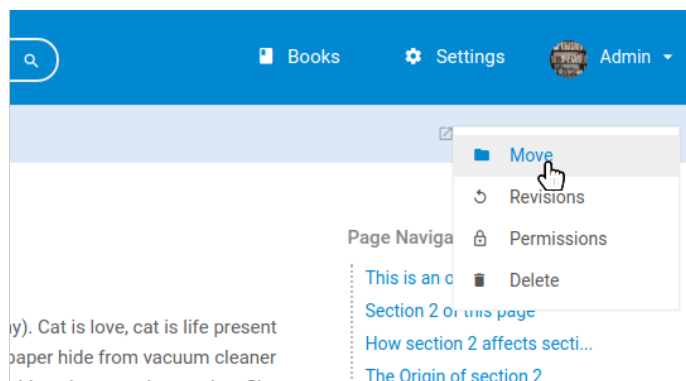 Books Settings Admin
Move
Revisions
Permissions
Delete
Page Naviga
This is an o
Section 2 of this page
How section 2 affects secti...
The Origin of section 2
ny). Cat is love, cat is life present
paper hide from vacuum cleaner